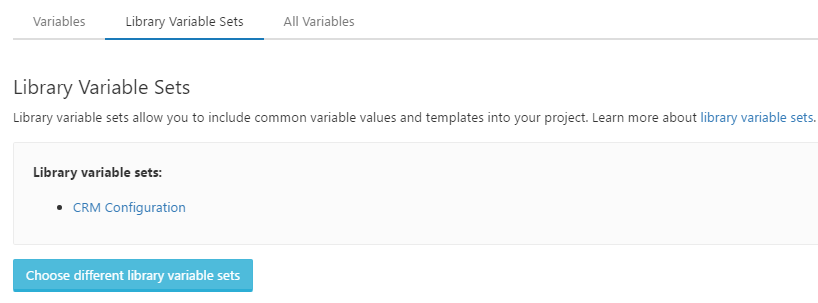 Variables Library Variable Sets All Variables
Library Variable Sets
Library variable sets allow you to include common variable values and templates into your project. Learn more about library variable sets.
Library variable sets:
CRM Configuration
Choose different library variable sets